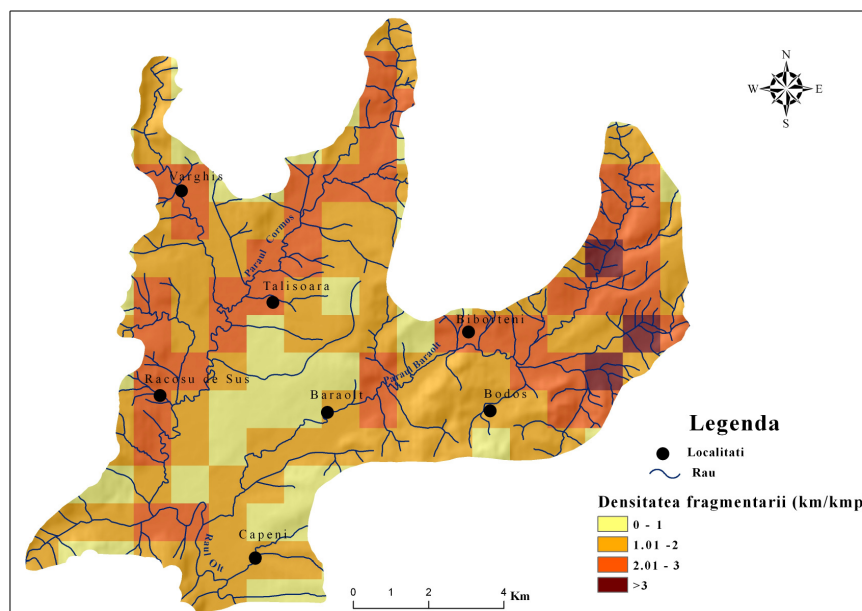 N
W E
S
Varghis
Paraul Cormos
Talisoara
Biborteni
Paraul Baraolt
Racosu de Sus
Baraolt
Bodos
Legenda
Localitati
Rau
Densitatea fragmentarii (km/kmp
0 - 1
1.01 -2
2.01 - 3
>3
Raul Olt
Capeni
0 2 4
Km